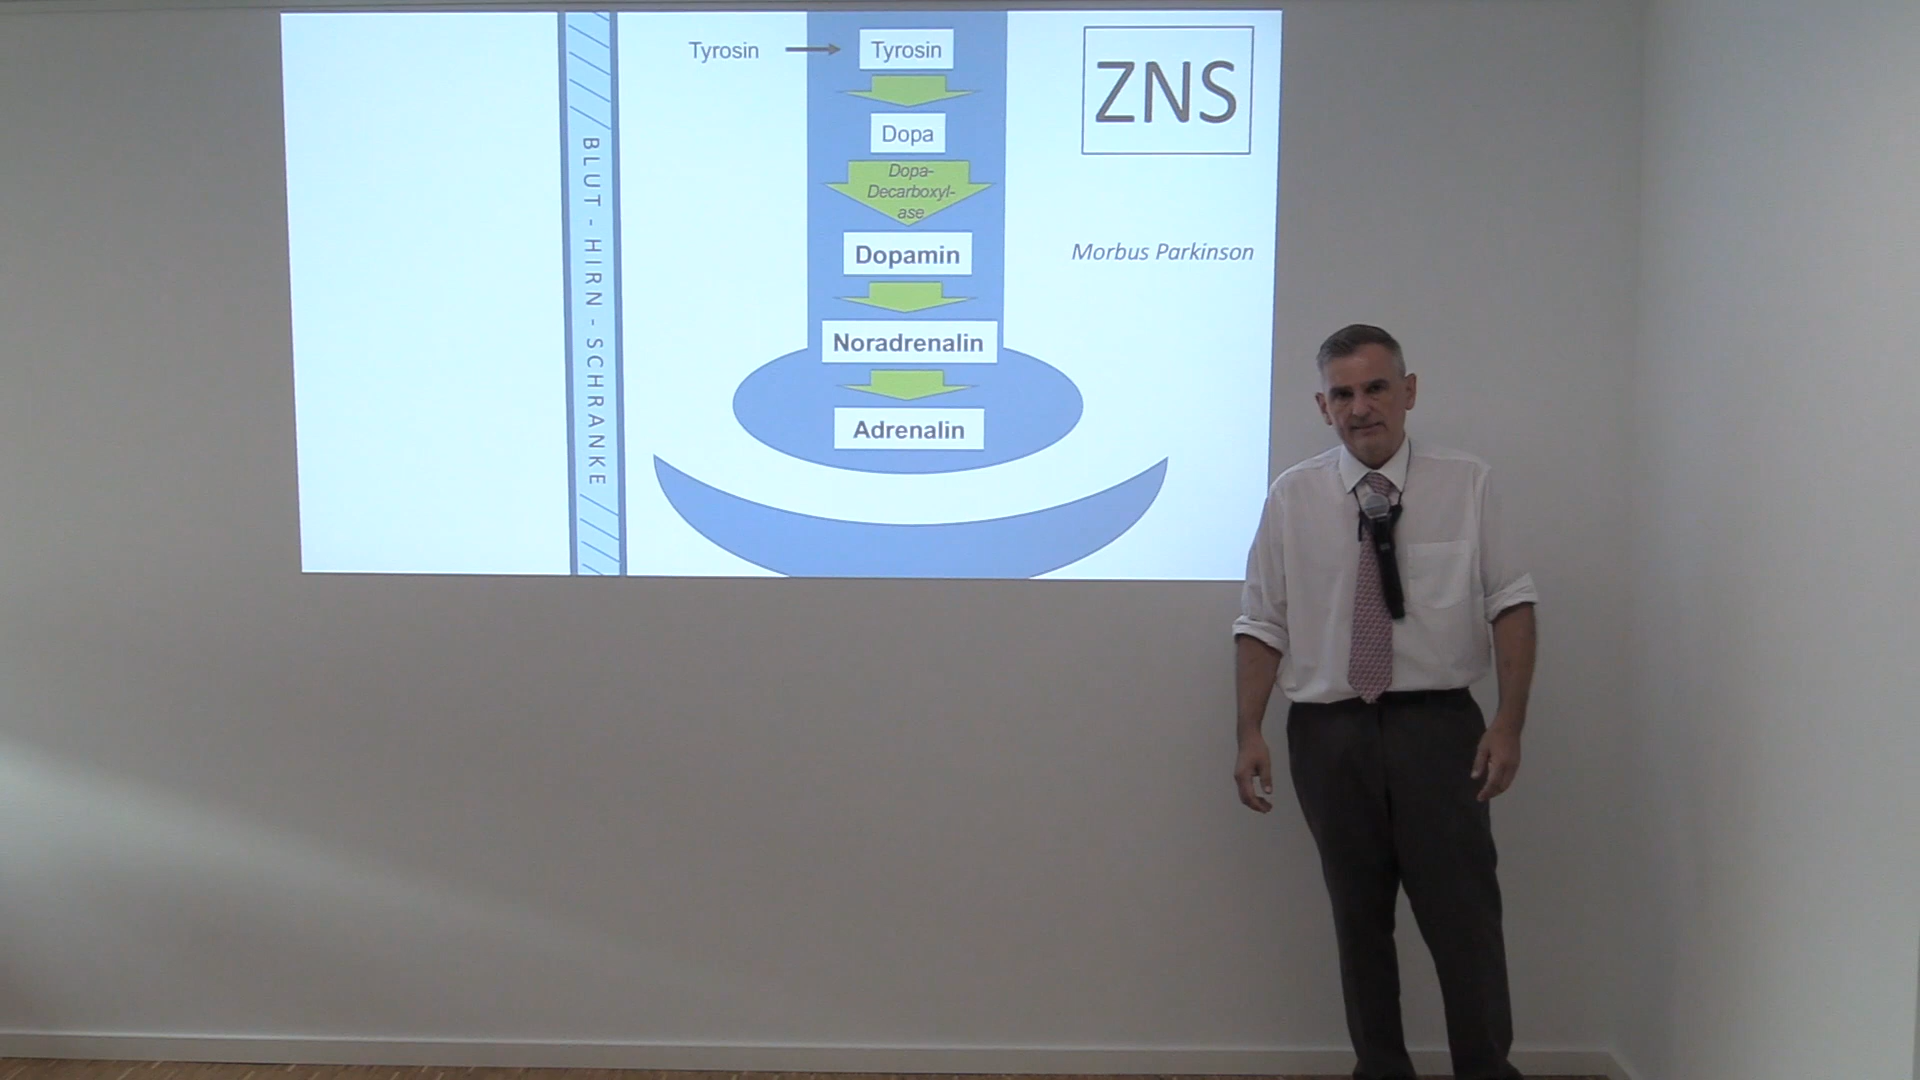 BLUT - HIRN - SCHRANKE
Tyrosin
Tyrosin
Dopa
Dopa-
Decarboxyl-
ase
Dopamin
Noradrenalin
Adrenalin
ZNS
Morbus Parkinson